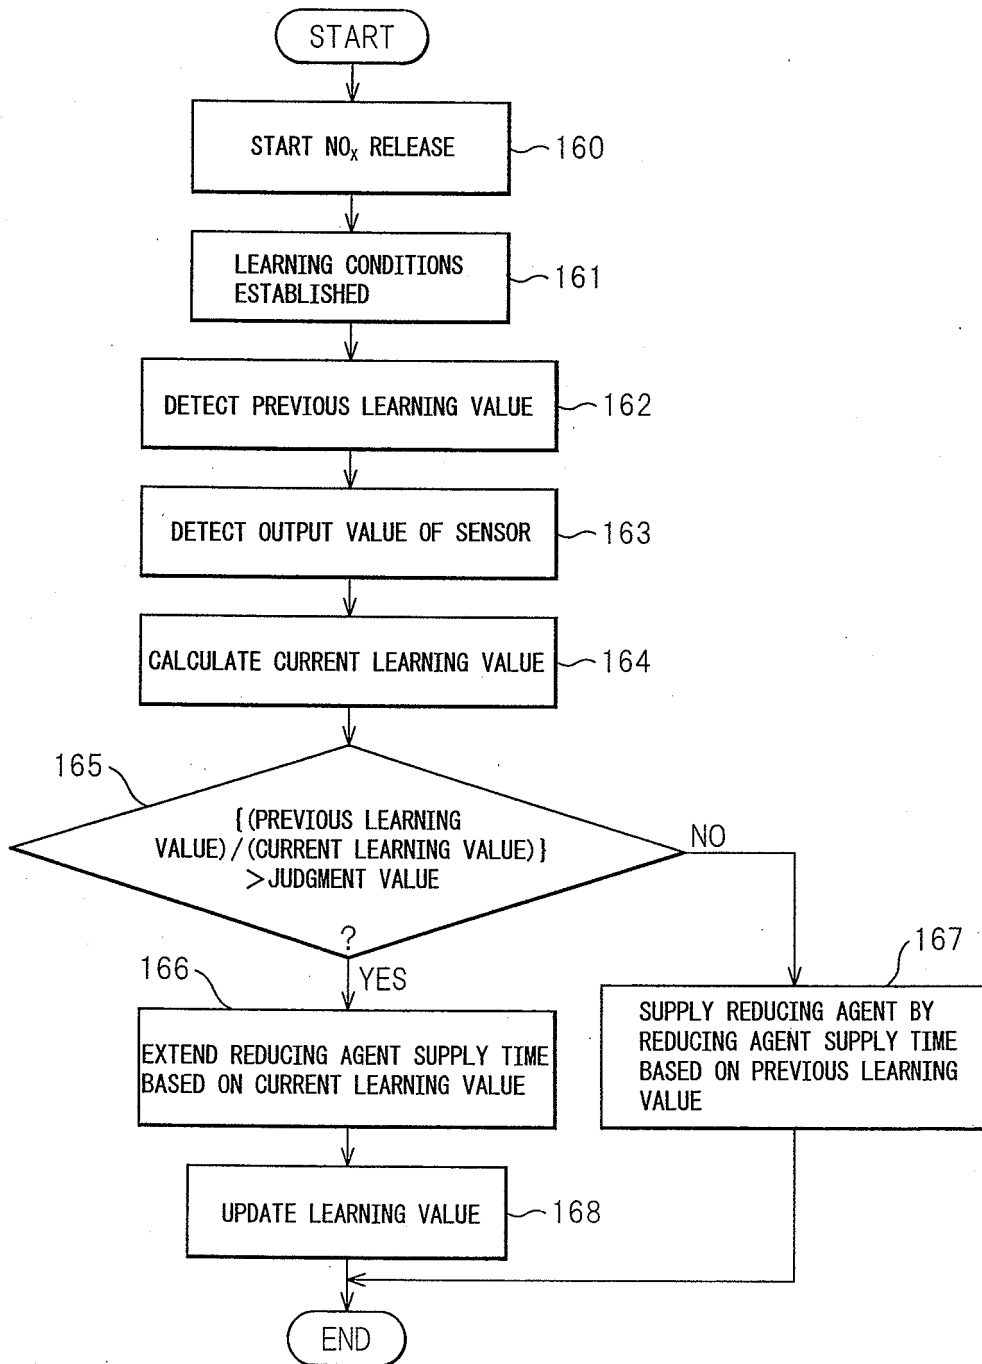 START
START NOx RELEASE
160
LEARNING CONDITIONS
ESTABLISHED
161
DETECT PREVIOUS LEARNING VALUE
162
DETECT OUTPUT VALUE OF SENSOR
163
CALCULATE CURRENT LEARNING VALUE
164
165
{(PREVIOUS LEARNING
VALUE)/(CURRENT LEARNING VALUE)}
>JUDGMENT VALUE
?
NO
YES
166
EXTEND REDUCING AGENT SUPPLY TIME
BASED ON CURRENT LEARNING VALUE
167
SUPPLY REDUCING AGENT BY
REDUCING AGENT SUPPLY TIME
BASED ON PREVIOUS LEARNING
VALUE
UPDATE LEARNING VALUE
168
END